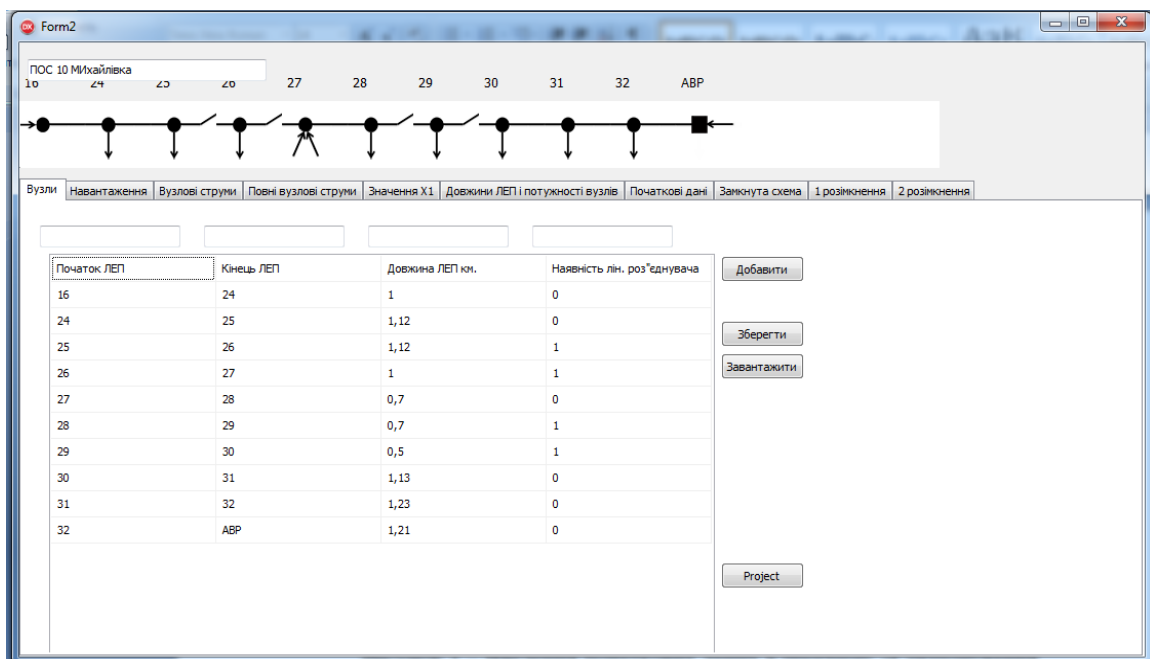 Form2
ПОС 10 МИхайлівка
16 24 25 26 27 28 29 30 31 32 АВР
Вузли Навантаження Вузлові струми Повні вузлові струми Значення X1 Довжини ЛЕП і потужності вузлів Початкові дані Замкнута схема 1 розімкнення 2 розімкнення
Початок ЛЕП Кінець ЛЕП Довжина ЛЕП км. Наявність лін. роз"єднувача Добавити
16 24 1 0
24 25 1,12 0
Зберегти
25 26 1,12 1
Завантажити
26 27 1 1
27 28 0,7 0
28 29 0,7 1
29 30 0,5 1
30 31 1,13 0
31 32 1,23 0
32 АВР 1,21 0
Project